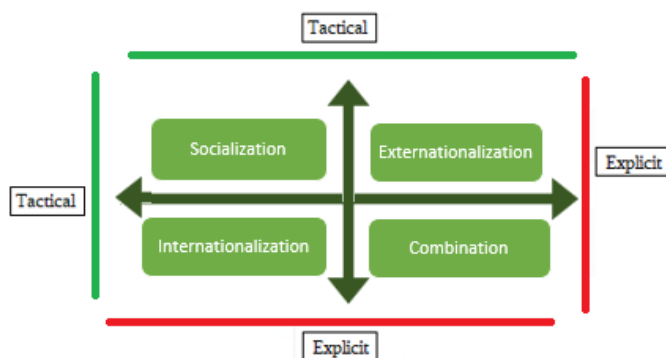 Tactical
Socialization
Externationalization
Explicit
Tactical
Internationalization
Combination
Explicit